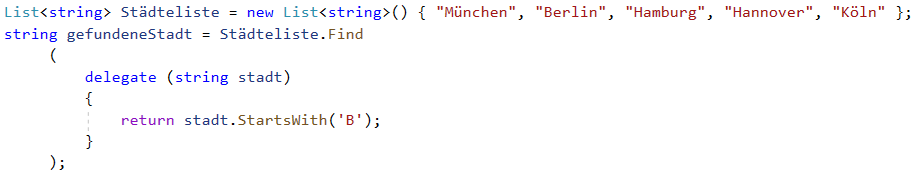 List<string> Städteliste = new List<string>() { "München", "Berlin", "Hamburg", "Hannover", "Köln" };
string gefundeneStadt = Städteliste.Find
(
delegate (string stadt)
{
return stadt.StartsWith('B');
}
);